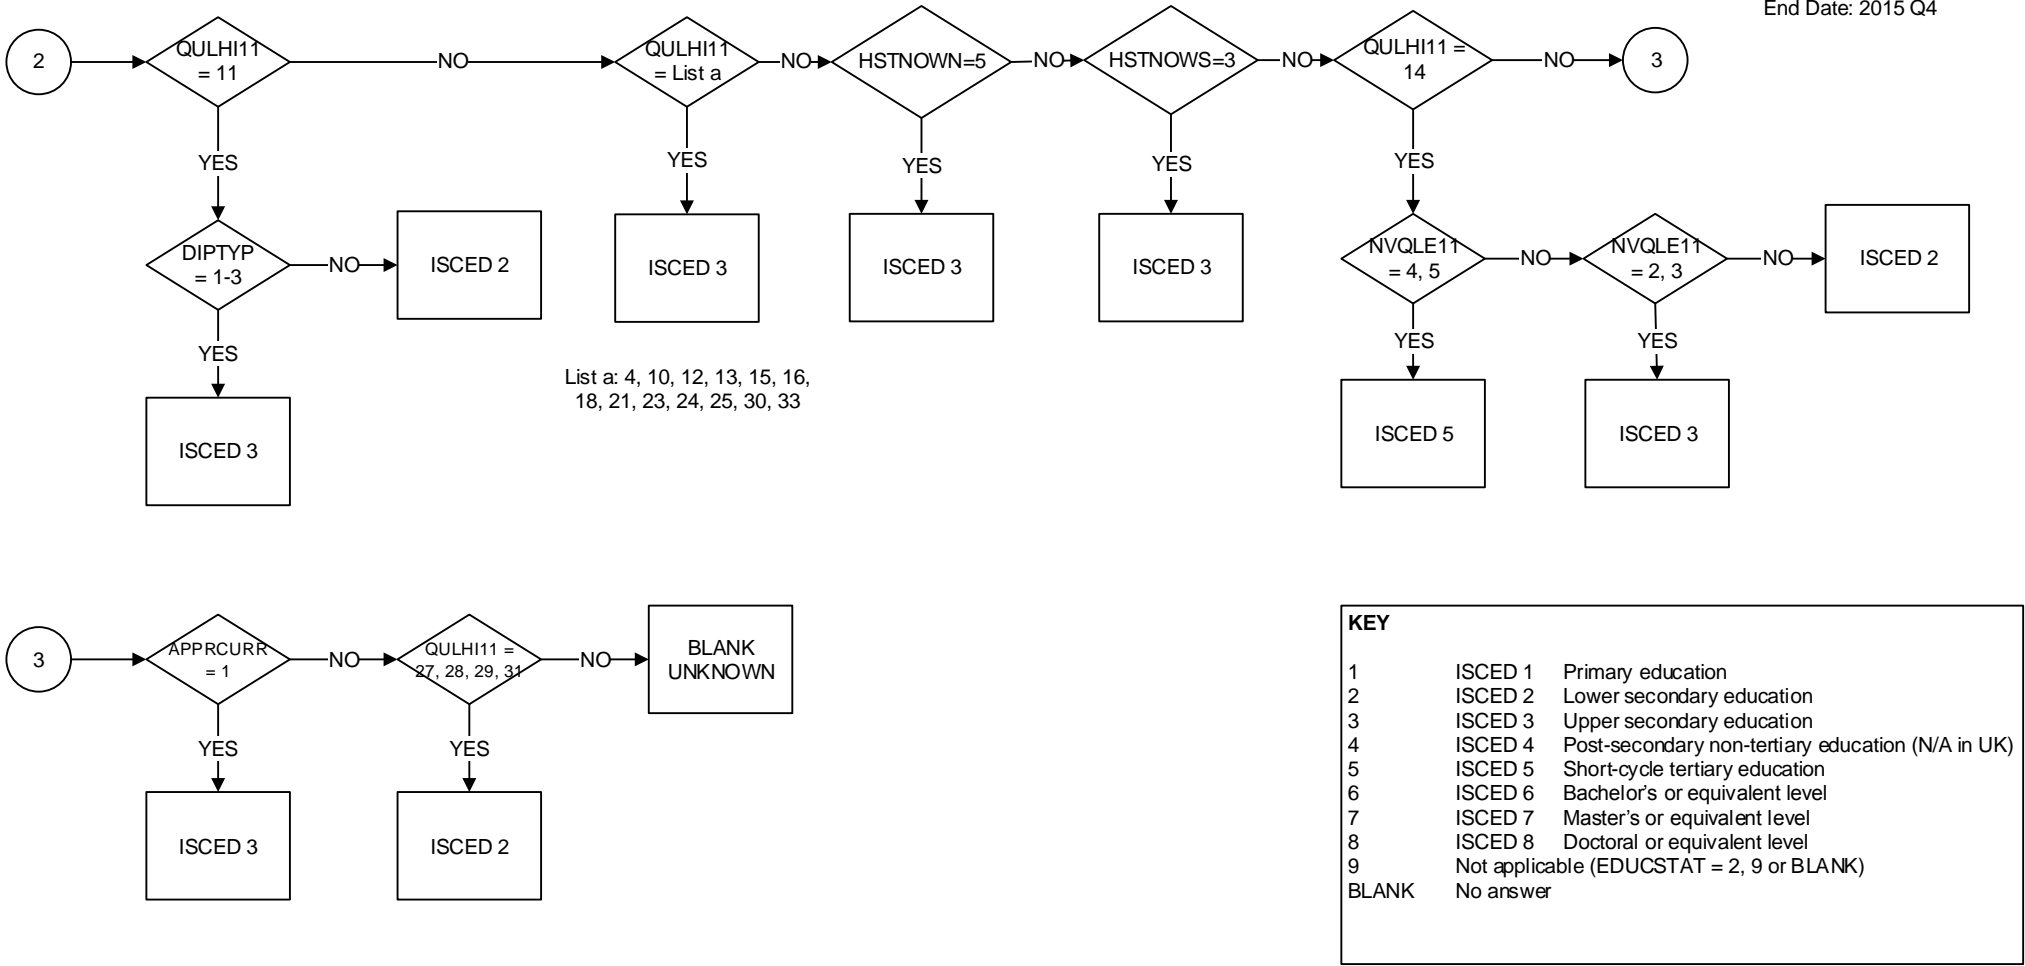 End Date: 2015 Q4
2
QULHI11
= 11
NO
QULHI11
= List a
NO
HSTNOWN=5
NO
HSTNOWS=3
NO
QULHI11 =
14
NO
3
YES
YES
YES
YES
YES
DIPTYP
= 1-3
NO
ISCED 2
ISCED 3
ISCED 3
ISCED 3
NVQLE11
= 4, 5
NO
NVQLE11
= 2, 3
NO
ISCED 2
YES
YES
YES
ISCED 3
List a: 4, 10, 12, 13, 15, 16,
18, 21, 23, 24, 25, 30, 33
ISCED 5
ISCED 3
3
APPRCURR
= 1
NO
QULHI11 =
27, 28, 29, 31
NO
BLANK
UNKNOWN
YES
YES
ISCED 3
ISCED 2
KEY
1 ISCED 1 Primary education
2 ISCED 2 Lower secondary education
3 ISCED 3 Upper secondary education
4 ISCED 4 Post-secondary non-tertiary education (N/A in UK)
5 ISCED 5 Short-cycle tertiary education
6 ISCED 6 Bachelor’s or equivalent level
7 ISCED 7 Master’s or equivalent level
8 ISCED 8 Doctoral or equivalent level
9 Not applicable (EDUCSTAT = 2, 9 or BLANK)
BLANK No answer